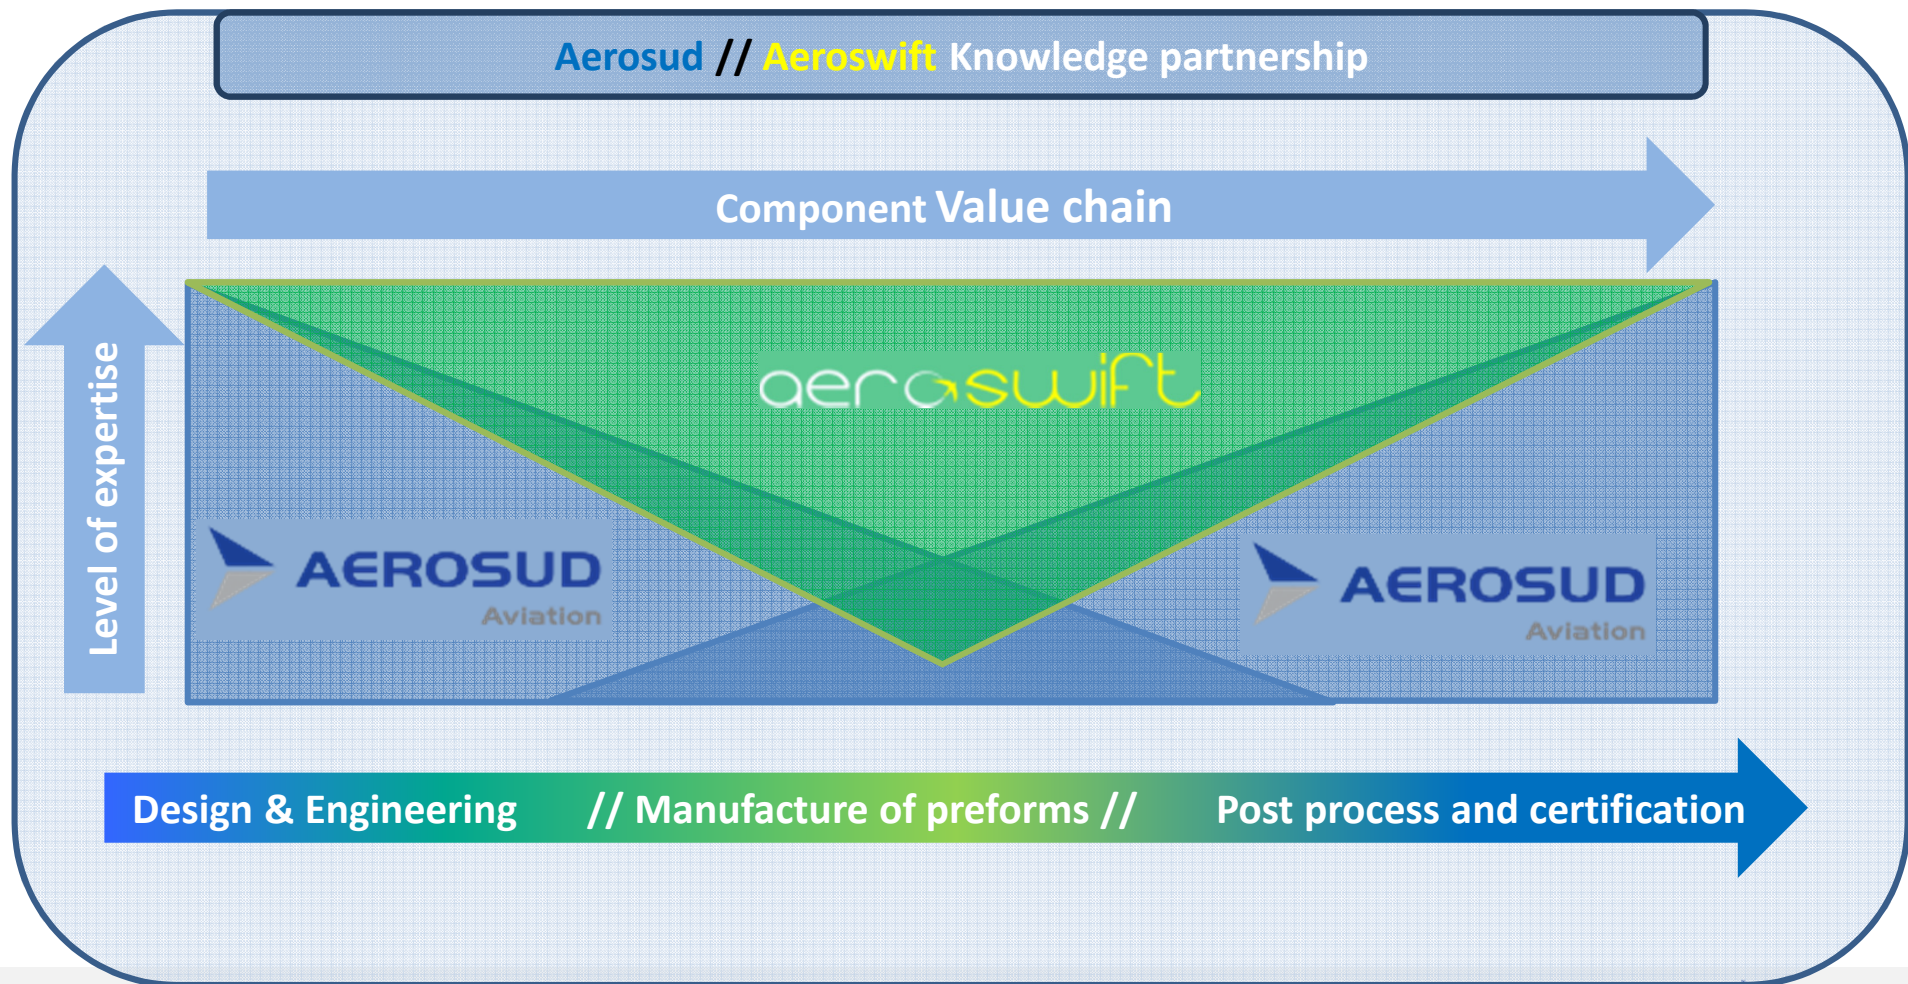 Aerosud // Aeroswift Knowledge partnership
Component Value chain
Level of expertise
aeroswift
AEROSUD
Aviation
AEROSUD
Aviation
Design & Engineering // Manufacture of preforms // Post process and certification